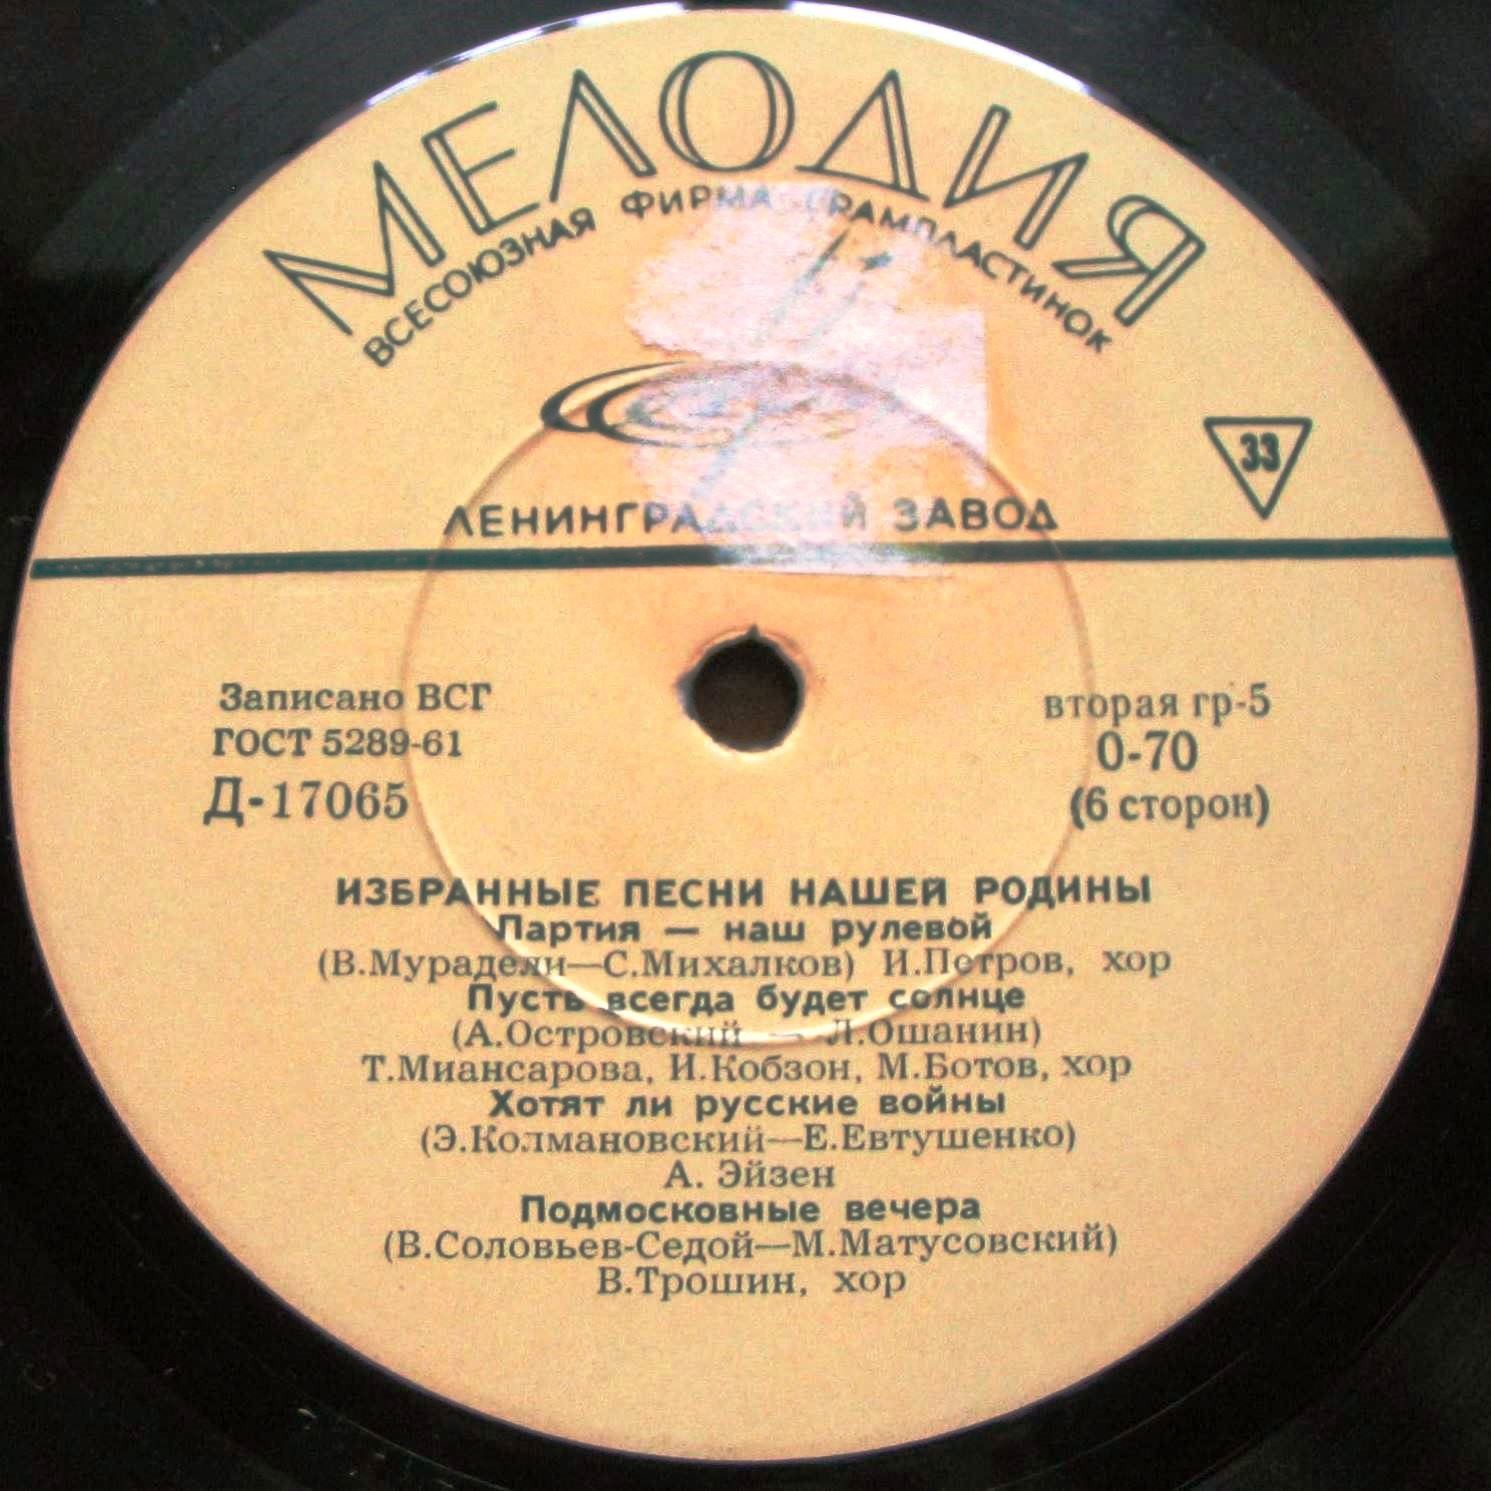 МЕЛОДИЯ
ВСЕСОЮЗНАЯ ФИРМА ГРАМПЛАСТИНОК
33
ЛЕНИНГРАДСКИЙ ЗАВОД
Записано ВСГ
ГОСТ 5289-61
Д-17065
вторая гр-5
0-70
(6 сторон)
ИЗБРАННЫЕ ПЕСНИ НАШЕЙ РОДИНЫ
Партия — наш рулевой
(В.Мурадели—С.Михалков) И.Петров, хор
Пусть всегда будет солнце
(А.Островский — Л.Ошанин)
Т.Миансарова, И.Кобзон, М.Ботов, хор
Хотят ли русские войны
(Э.Колмановский—Е.Евтушенко)
А. Эйзен
Подмосковные вечера
(В.Соловьев-Седой—М.Матусовский)
В.Трошин, хор